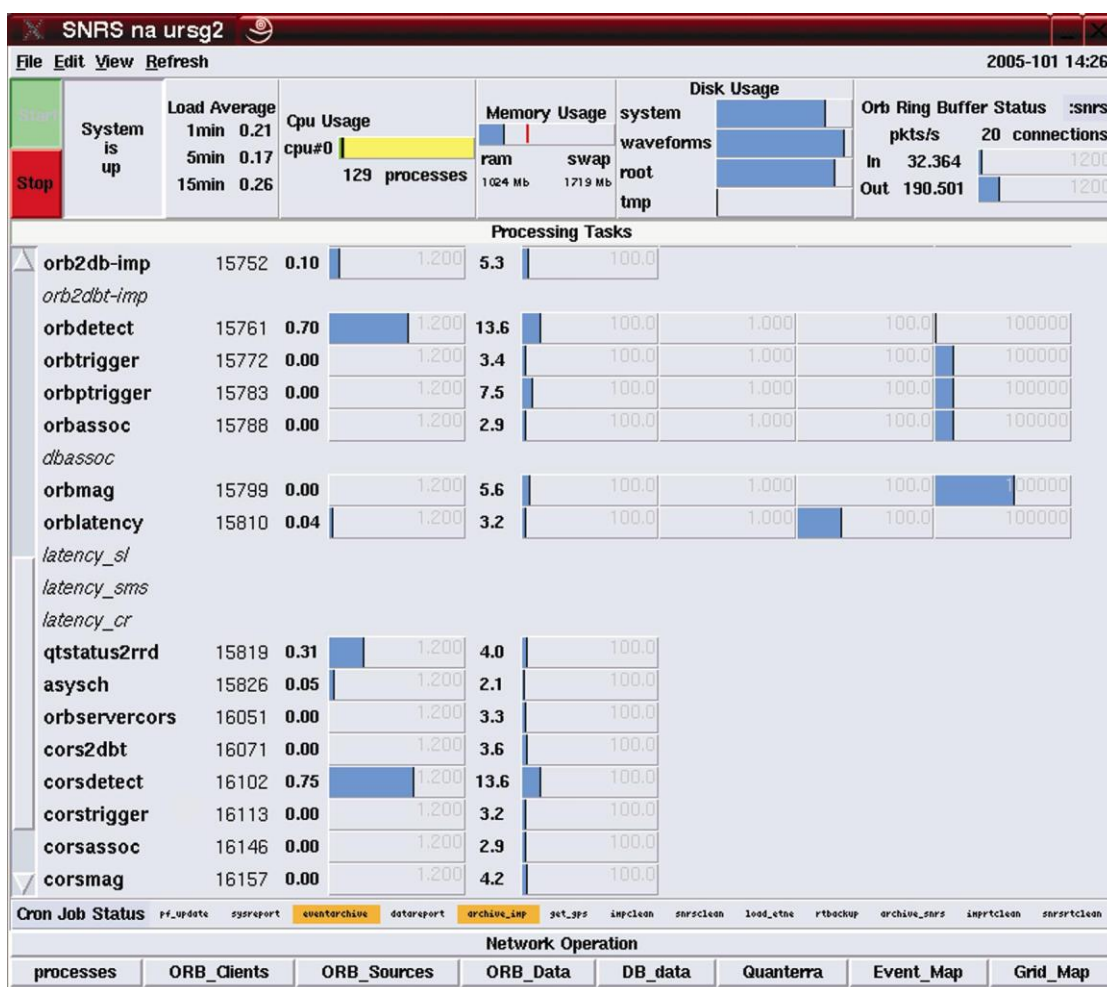 SNRS na ursg2
File Edit View Refresh 2005-101 14:26
Start
Stop
System
is
up
Load Average
1min 0.21
5min 0.17
15min 0.26
Cpu Usage
cpu#0
129 processes
Memory Usage
ram swap
1024 Mb 1719 Mb
Disk Usage
system
waveforms
root
tmp
Orb Ring Buffer Status :snrs
pkts/s 20 connections
In 32.364 1200
Out 190.501 1200
Processing Tasks
orb2db-imp 15752 0.10 1.200 5.3 100.0
orb2dbt-imp
orbdetect 15761 0.70 1.200 13.6 100.0 1.000 100.0 100000
orbtrigger 15772 0.00 1.200 3.4 100.0 1.000 100.0 100000
orbptrigger 15783 0.00 1.200 7.5 100.0 1.000 100.0 100000
orbassoc 15788 0.00 1.200 2.9 100.0 1.000 100.0 100000
dbassoc
orbmag 15799 0.00 1.200 5.6 100.0 1.000 100.0 100000
orblatency 15810 0.04 1.200 3.2 100.0 1.000 100.0 100000
latency_sl
latency_sms
latency_cr
qtstatus2rrd 15819 0.31 1.200 4.0 100.0
asysch 15826 0.05 1.200 2.1 100.0
orbservercors 16051 0.00 1.200 3.3 100.0
cors2dbt 16071 0.00 1.200 3.6 100.0
corsdetect 16102 0.75 1.200 13.6 100.0
corstrigger 16113 0.00 1.200 3.2 100.0
corsassoc 16146 0.00 1.200 2.9 100.0
corsmag 16157 0.00 1.200 4.2 100.0
Cron Job Status pf_update sysreport eventarchive datareport archive_imp get_gps impclean snrsclean load_etne rtbackup archive_snrs imprtclean snrsrtclean
Network Operation
processes ORB_Clients ORB_Sources ORB_Data DB_data Quanterra Event_Map Grid_Map